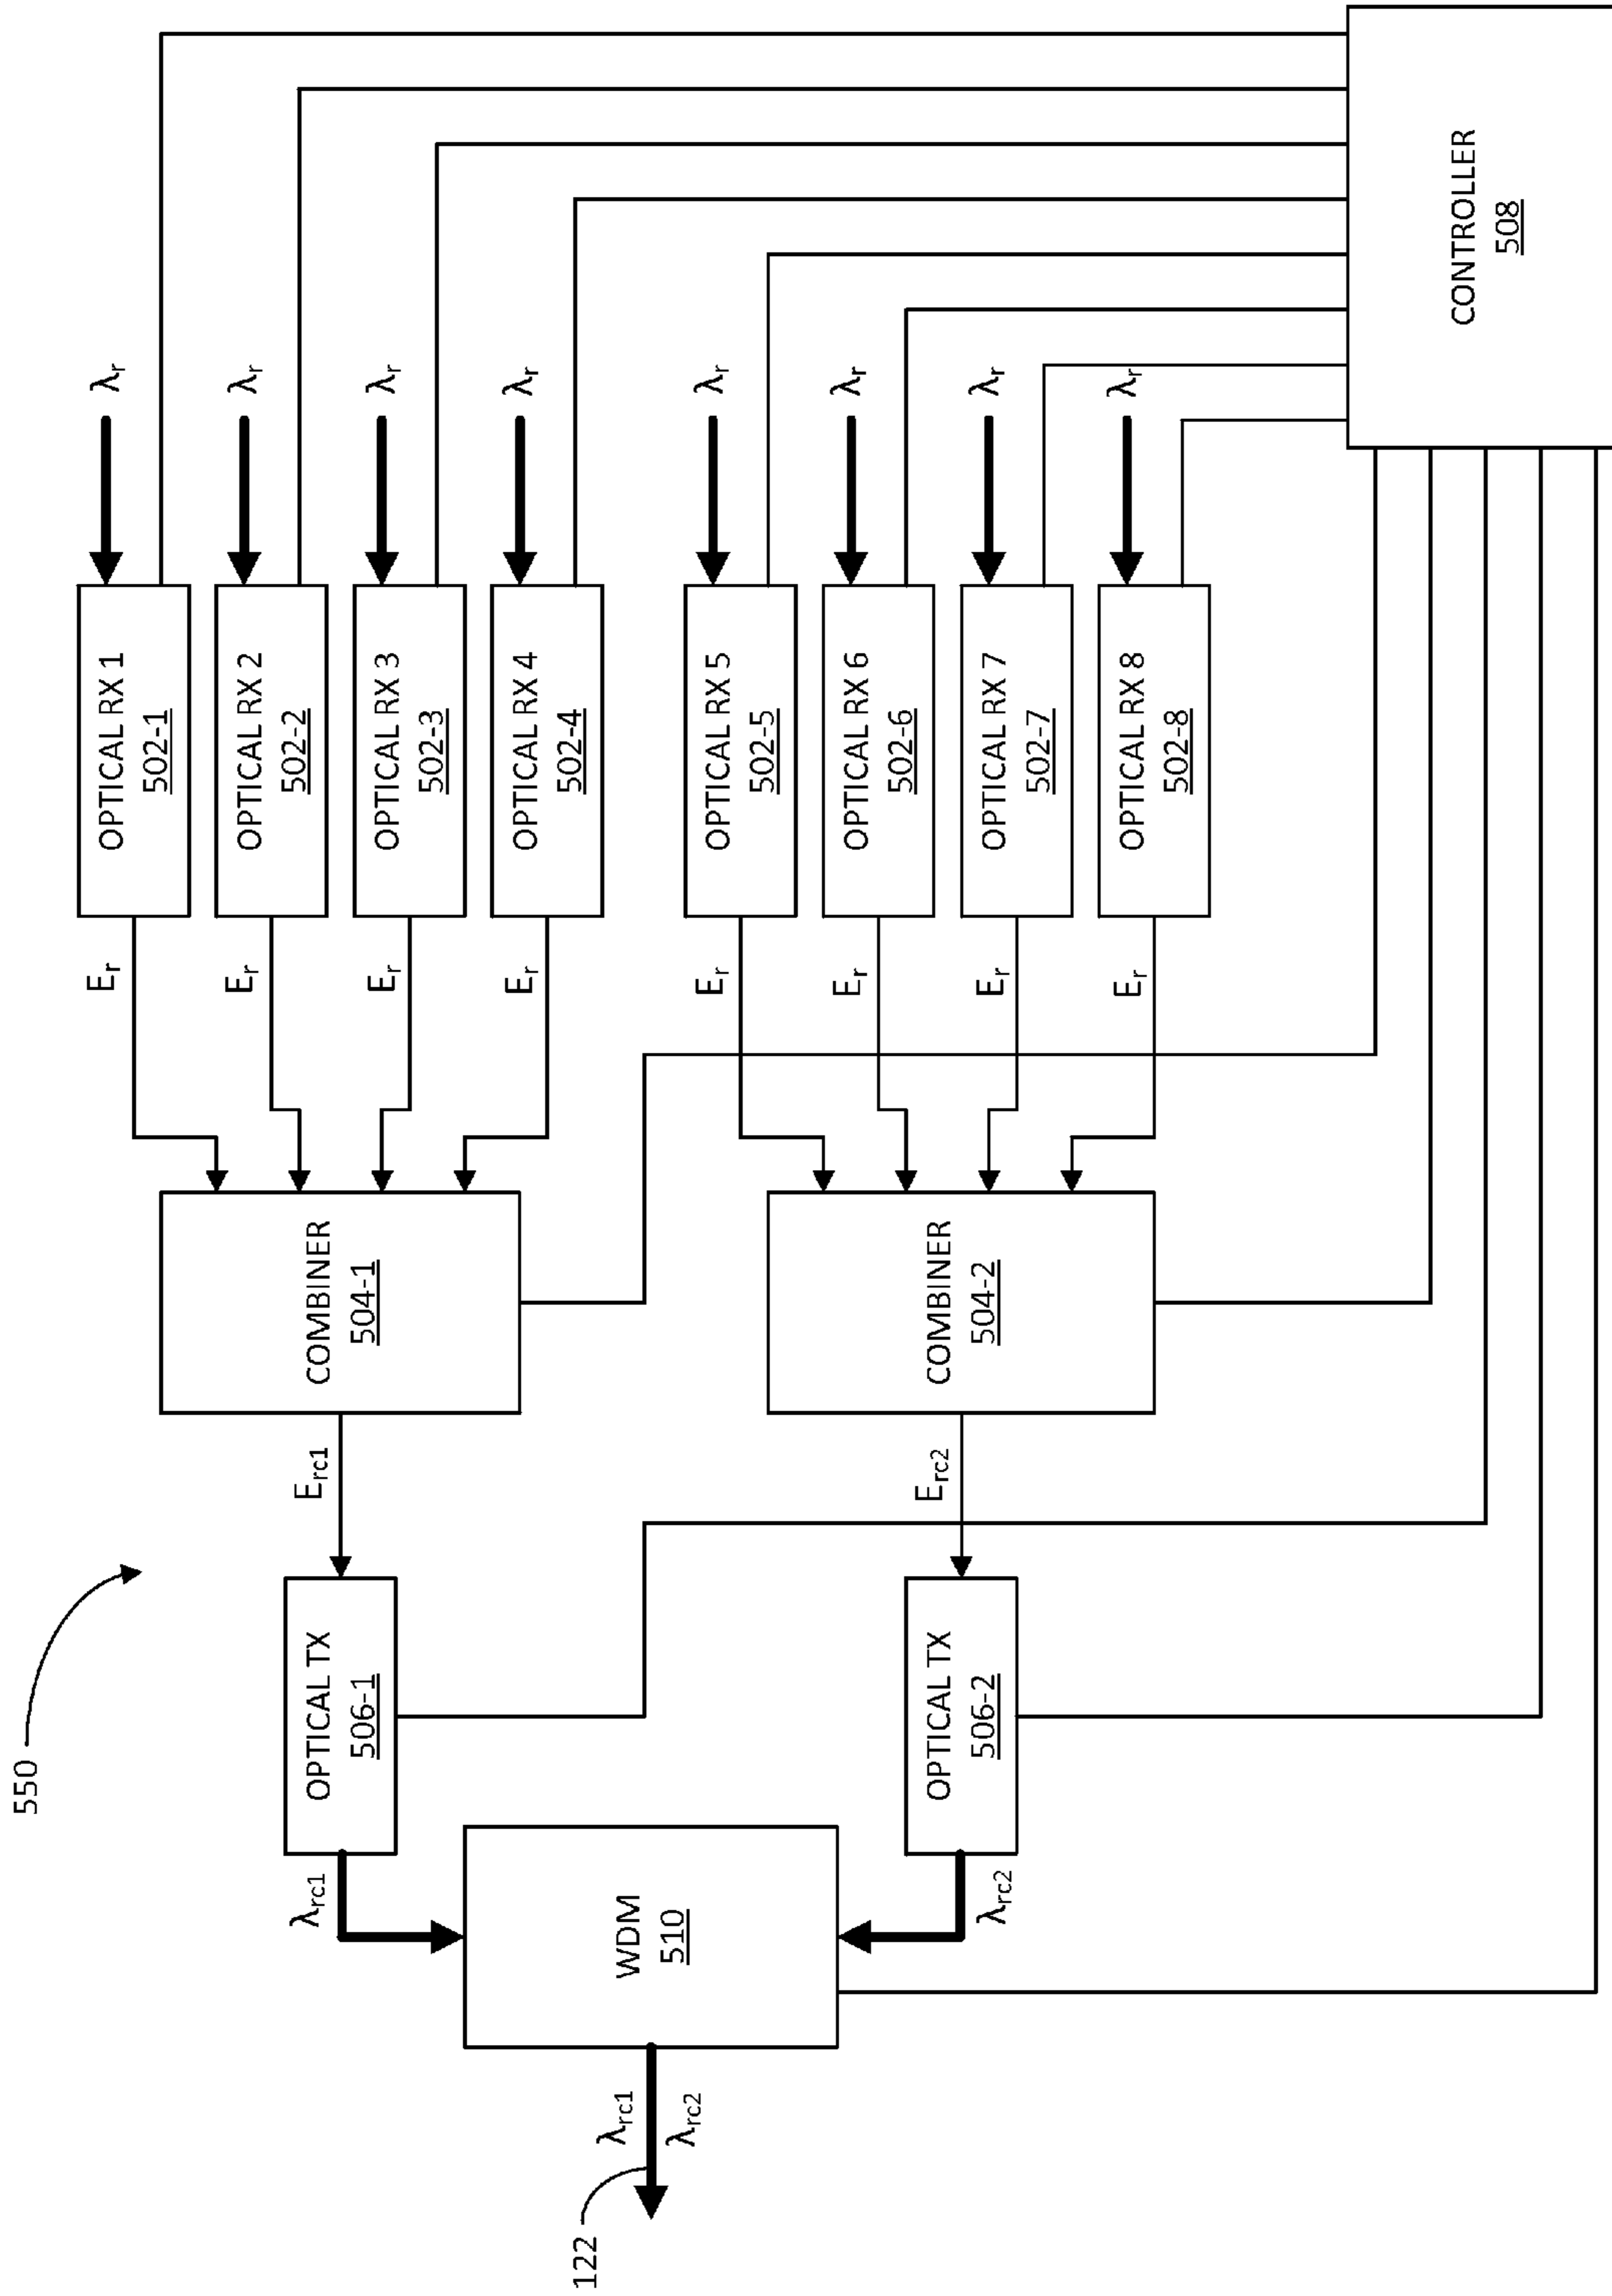 550
λrc1
λrc2
122
WDM
510
λrc1
λrc2
OPTICAL TX
506-1
OPTICAL TX
506-2
Erc1
Erc2
COMBINER
504-1
COMBINER
504-2
Er
Er
Er
Er
Er
Er
Er
Er
OPTICAL RX 1
502-1
OPTICAL RX 2
502-2
OPTICAL RX 3
502-3
OPTICAL RX 4
502-4
OPTICAL RX 5
502-5
OPTICAL RX 6
502-6
OPTICAL RX 7
502-7
OPTICAL RX 8
502-8
λr
λr
λr
λr
λr
λr
λr
λr
CONTROLLER
508